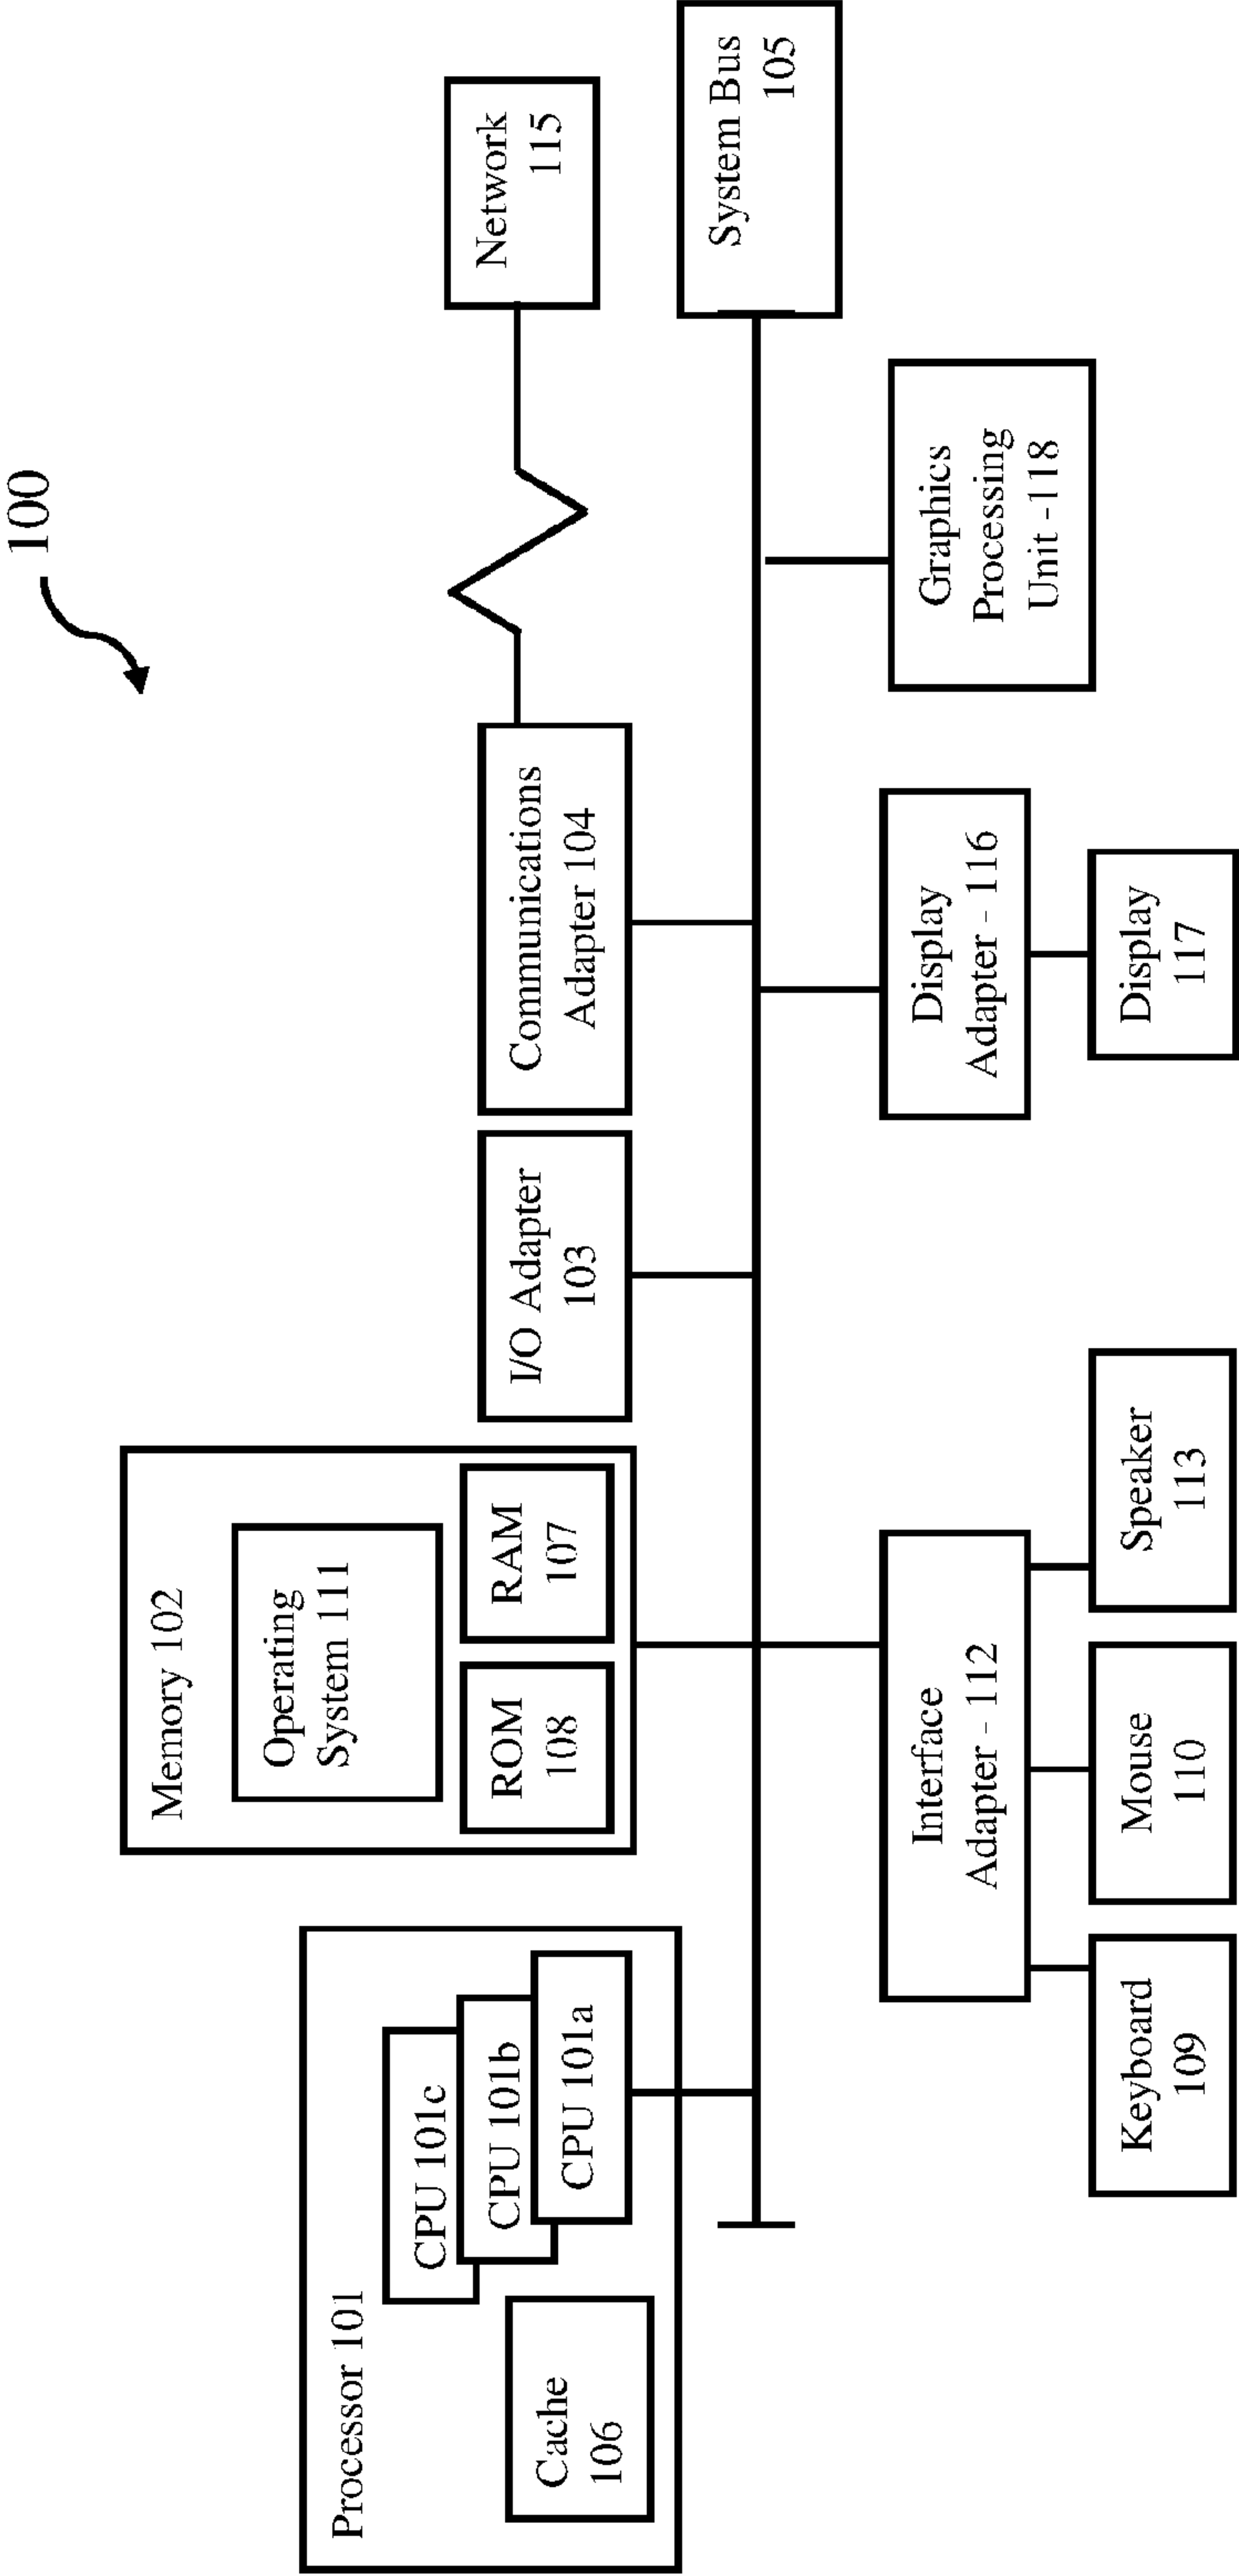 100
Processor 101
Cache
106
CPU 101c
CPU 101b
CPU 101a
Memory 102
Operating
System 111
ROM
108
RAM
107
I/O Adapter
103
Communications
Adapter 104
Network
115
System Bus
105
Interface
Adapter - 112
Keyboard
109
Mouse
110
Speaker
113
Display
Adapter - 116
Display
117
Graphics
Processing
Unit -118